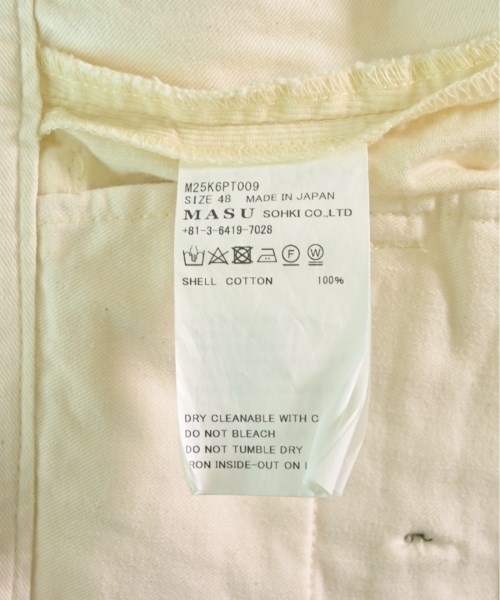 M25K6PT009
SIZE 48 MADE IN JAPAN
MASU SOHKI CO.,LTD
+81-3-6419-7028
SHELL COTTON 100%
DRY CLEANABLE WITH C
DO NOT BLEACH
DO NOT TUMBLE DRY
RON INSIDE-OUT ON